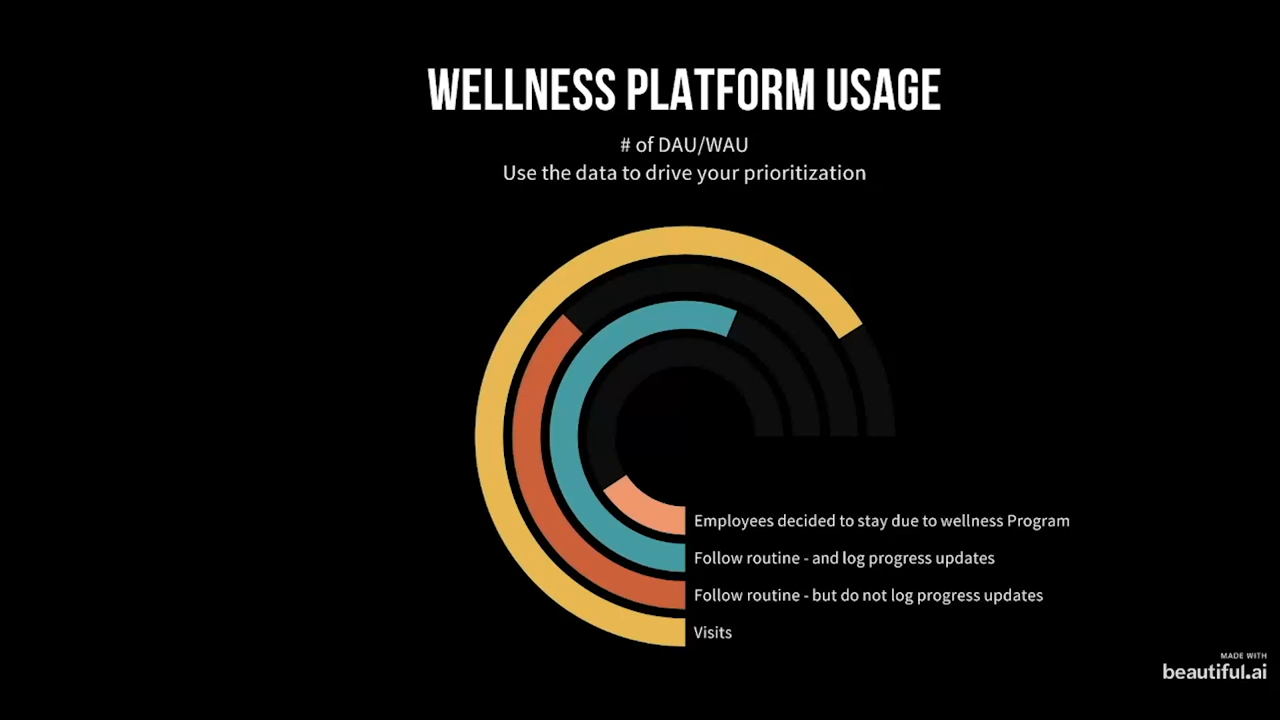 WELLNESS PLATFORM USAGE
# of DAU/WAU
Use the data to drive your prioritization
Employees decided to stay due to wellness Program
Follow routine - and log progress updates
Follow routine - but do not log progress updates
Visits
MADE WITH
beautiful.ai